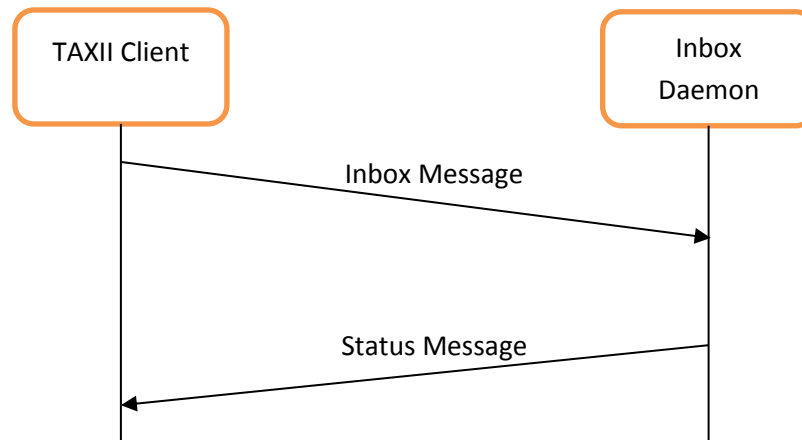 TAXII Client
Inbox
Daemon
Inbox Message
Status Message